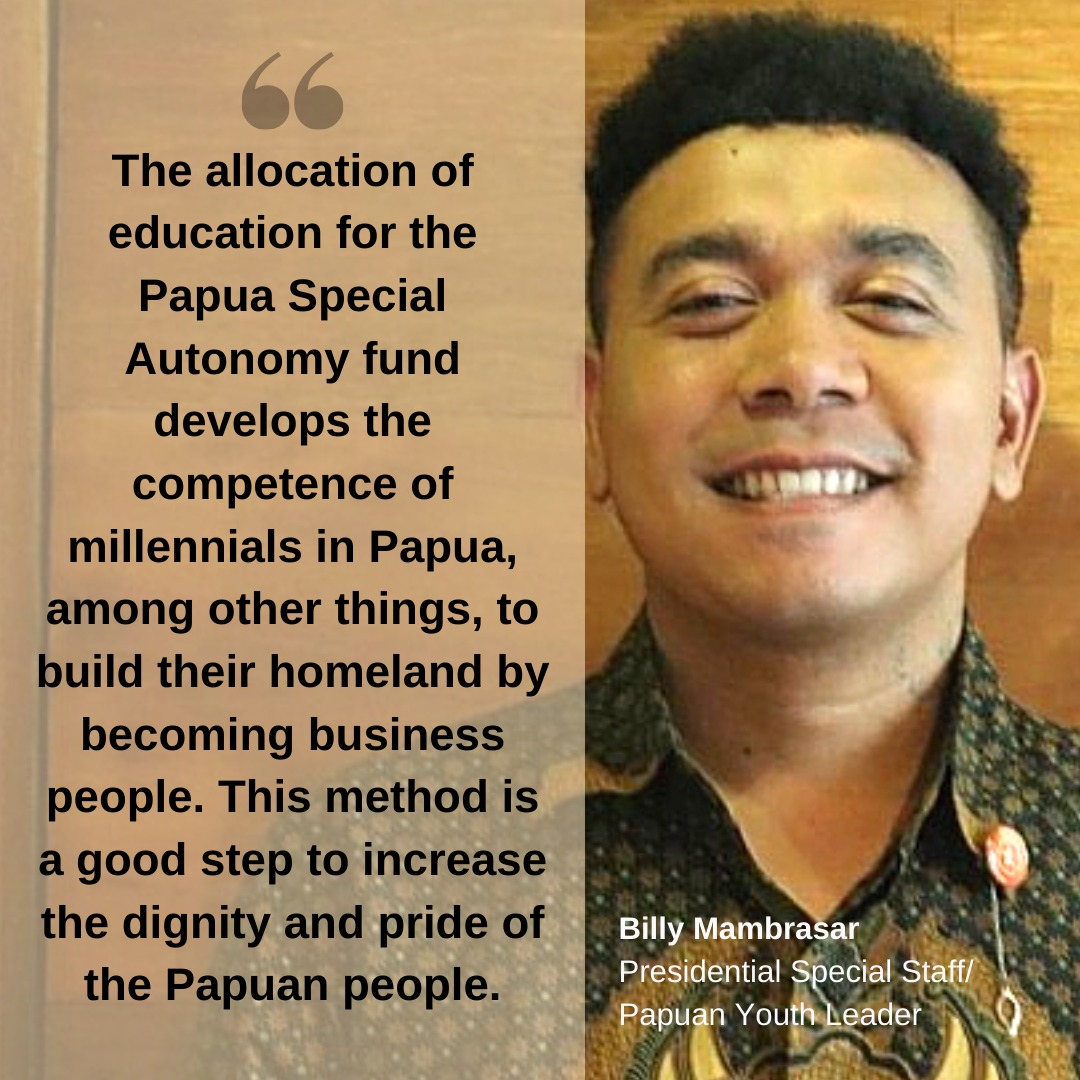 The allocation of
education for the
Papua Special
Autonomy fund
develops the
competence of
millennials in Papua,
among other things, to
build their homeland by
becoming business
people. This method is
a good step to increase
the dignity and pride of
the Papuan people.
Billy Mambrasar
Presidential Special Staff/
Papuan Youth Leader